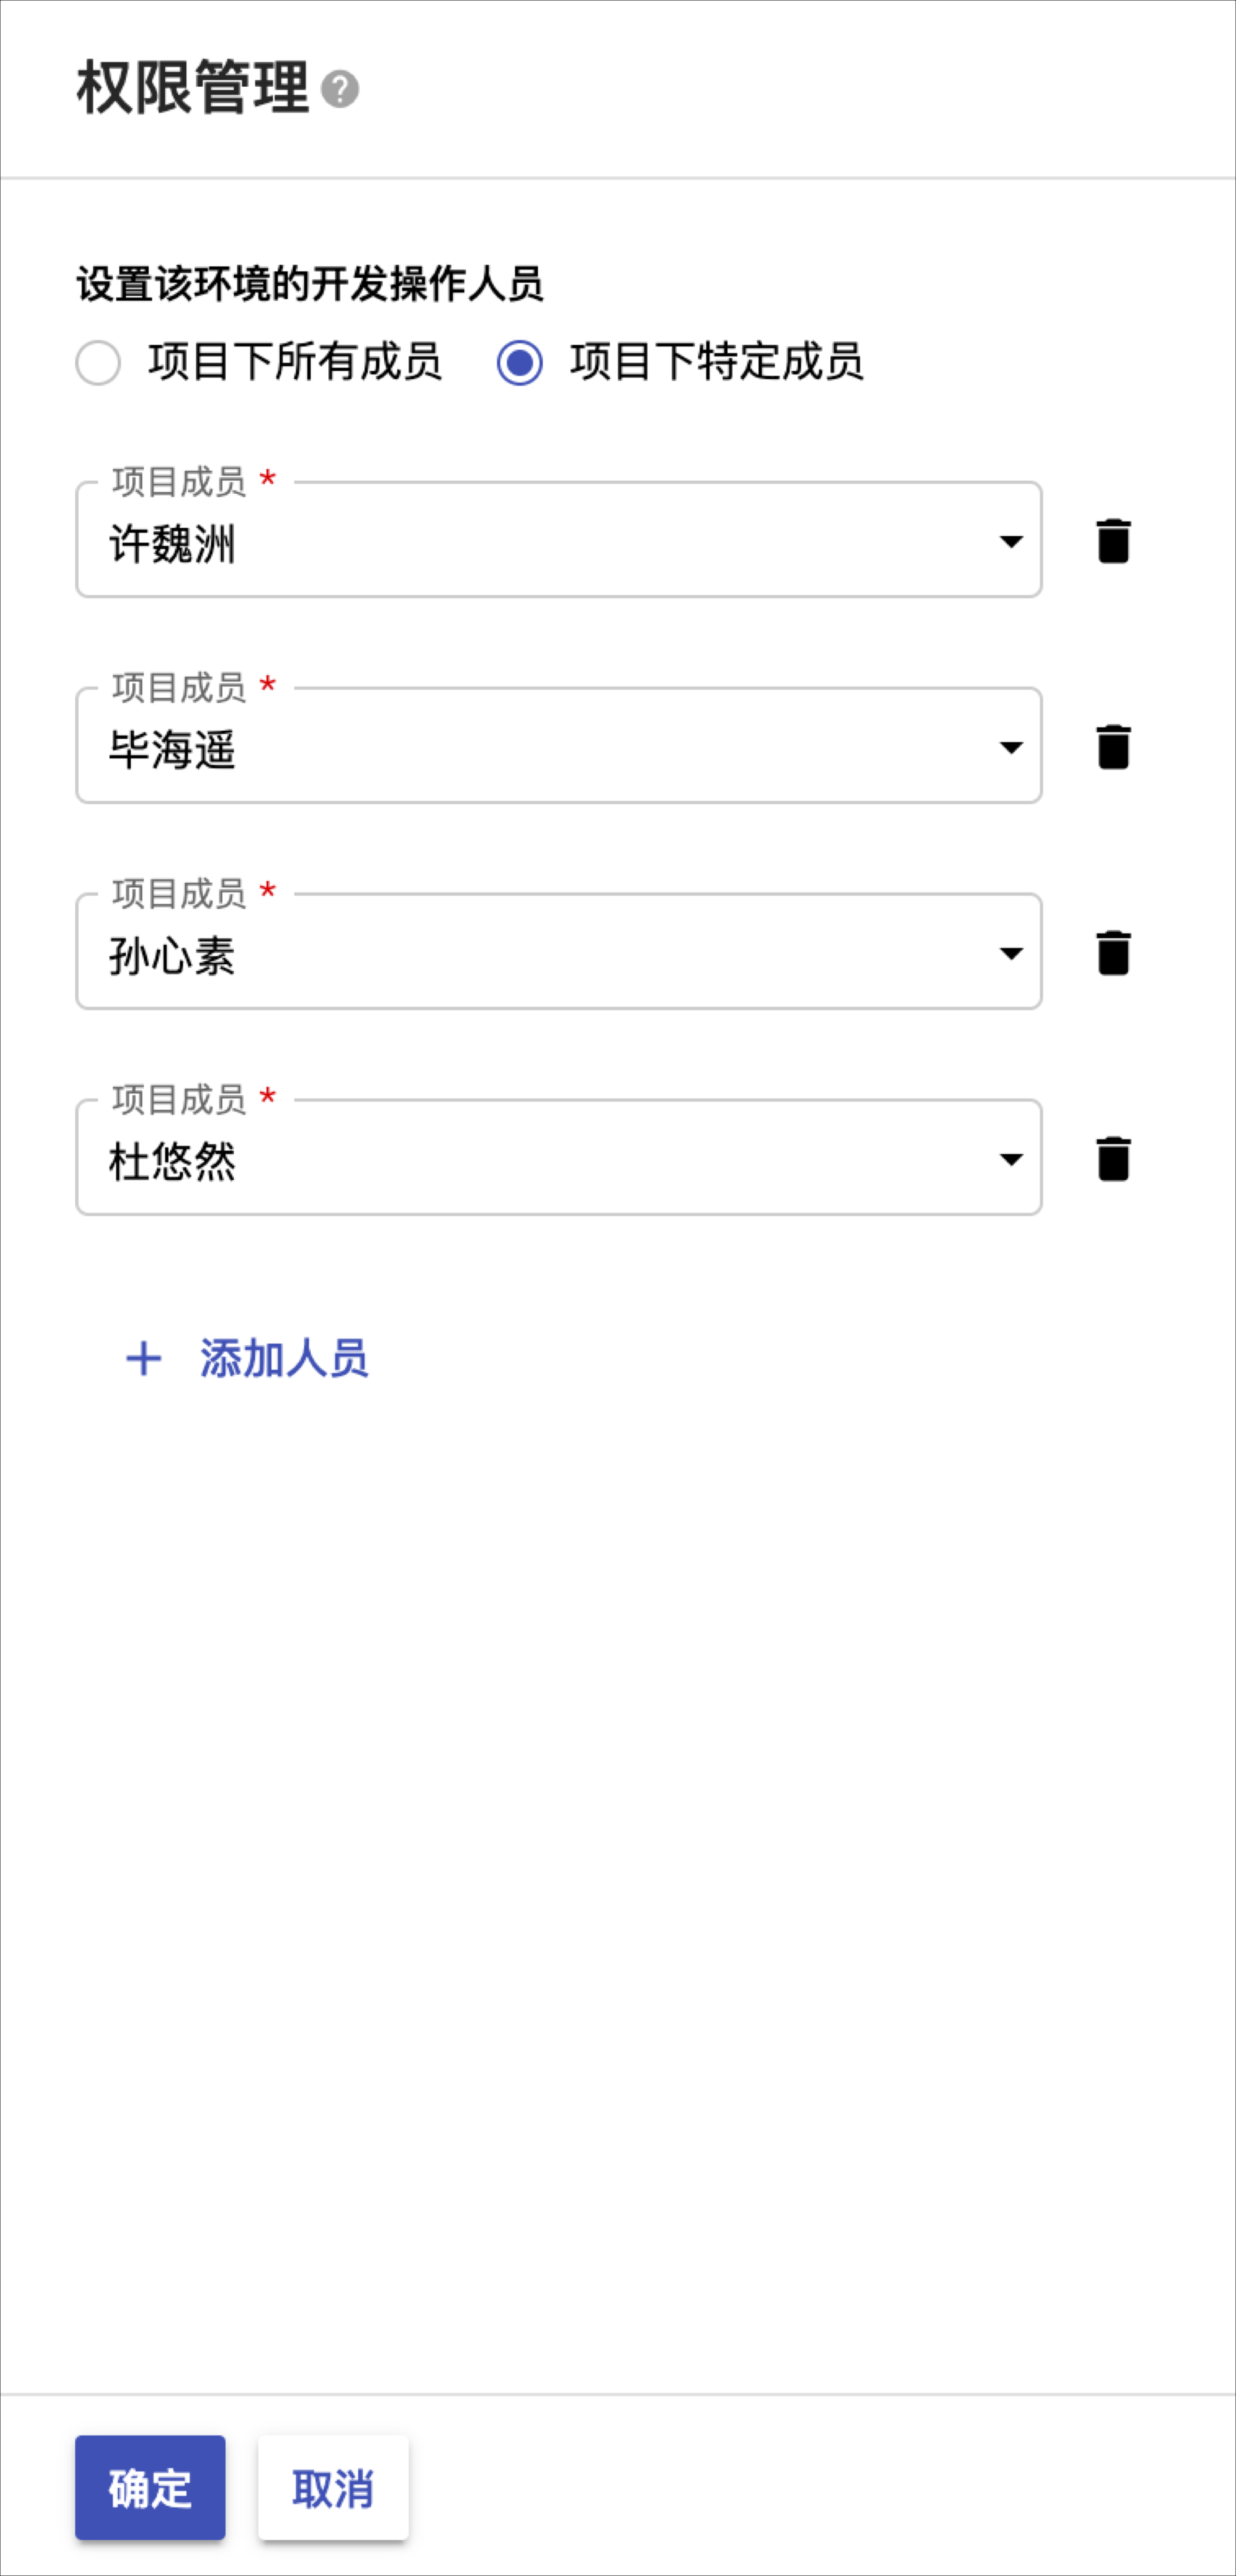 权限管理
设置该环境的开发操作人员
项目下所有成员 项目下特定成员
项目成员 *
许魏洲
项目成员 *
毕海遥
项目成员 *
孙心素
项目成员 *
杜悠然
+ 添加人员
确定 取消